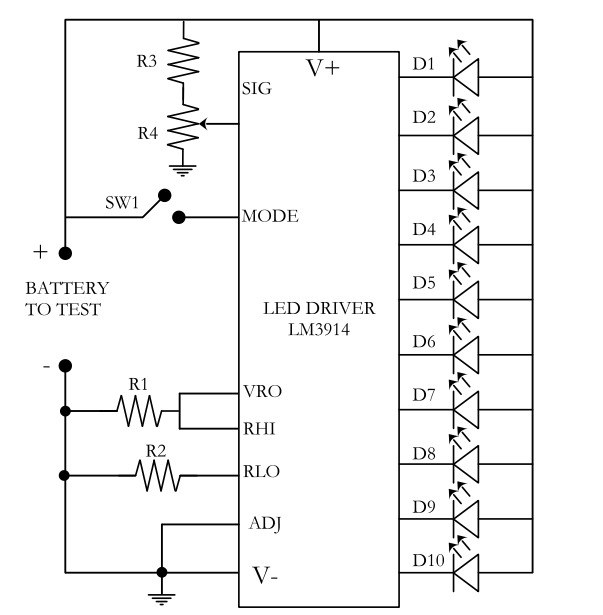 V+
D1
R3
SIG
D2
R4
D3
SW1
MODE
D4
+
BATTERY
TO TEST
D5
LED DRIVER
LM3914
D6
-
R1
VRO
D7
RHI
R2
D8
RLO
D9
ADJ
D10
V-